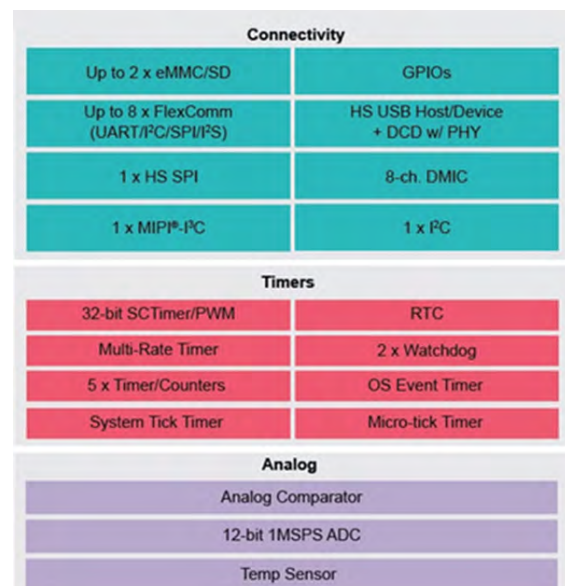 Connectivity
Up to 2 x eMMC/SD
GPIOs
Up to 8 x FlexComm
(UART/I²C/SPI/I²S)
HS USB Host/Device
+ DCD w/ PHY
1 x HS SPI
8-ch. DMIC
1 x MIPI®-I³C
1 x I²C
Timers
32-bit SCTimer/PWM
RTC
Multi-Rate Timer
2 x Watchdog
5 x Timer/Counters
OS Event Timer
System Tick Timer
Micro-tick Timer
Analog
Analog Comparator
12-bit 1MSPS ADC
Temp Sensor